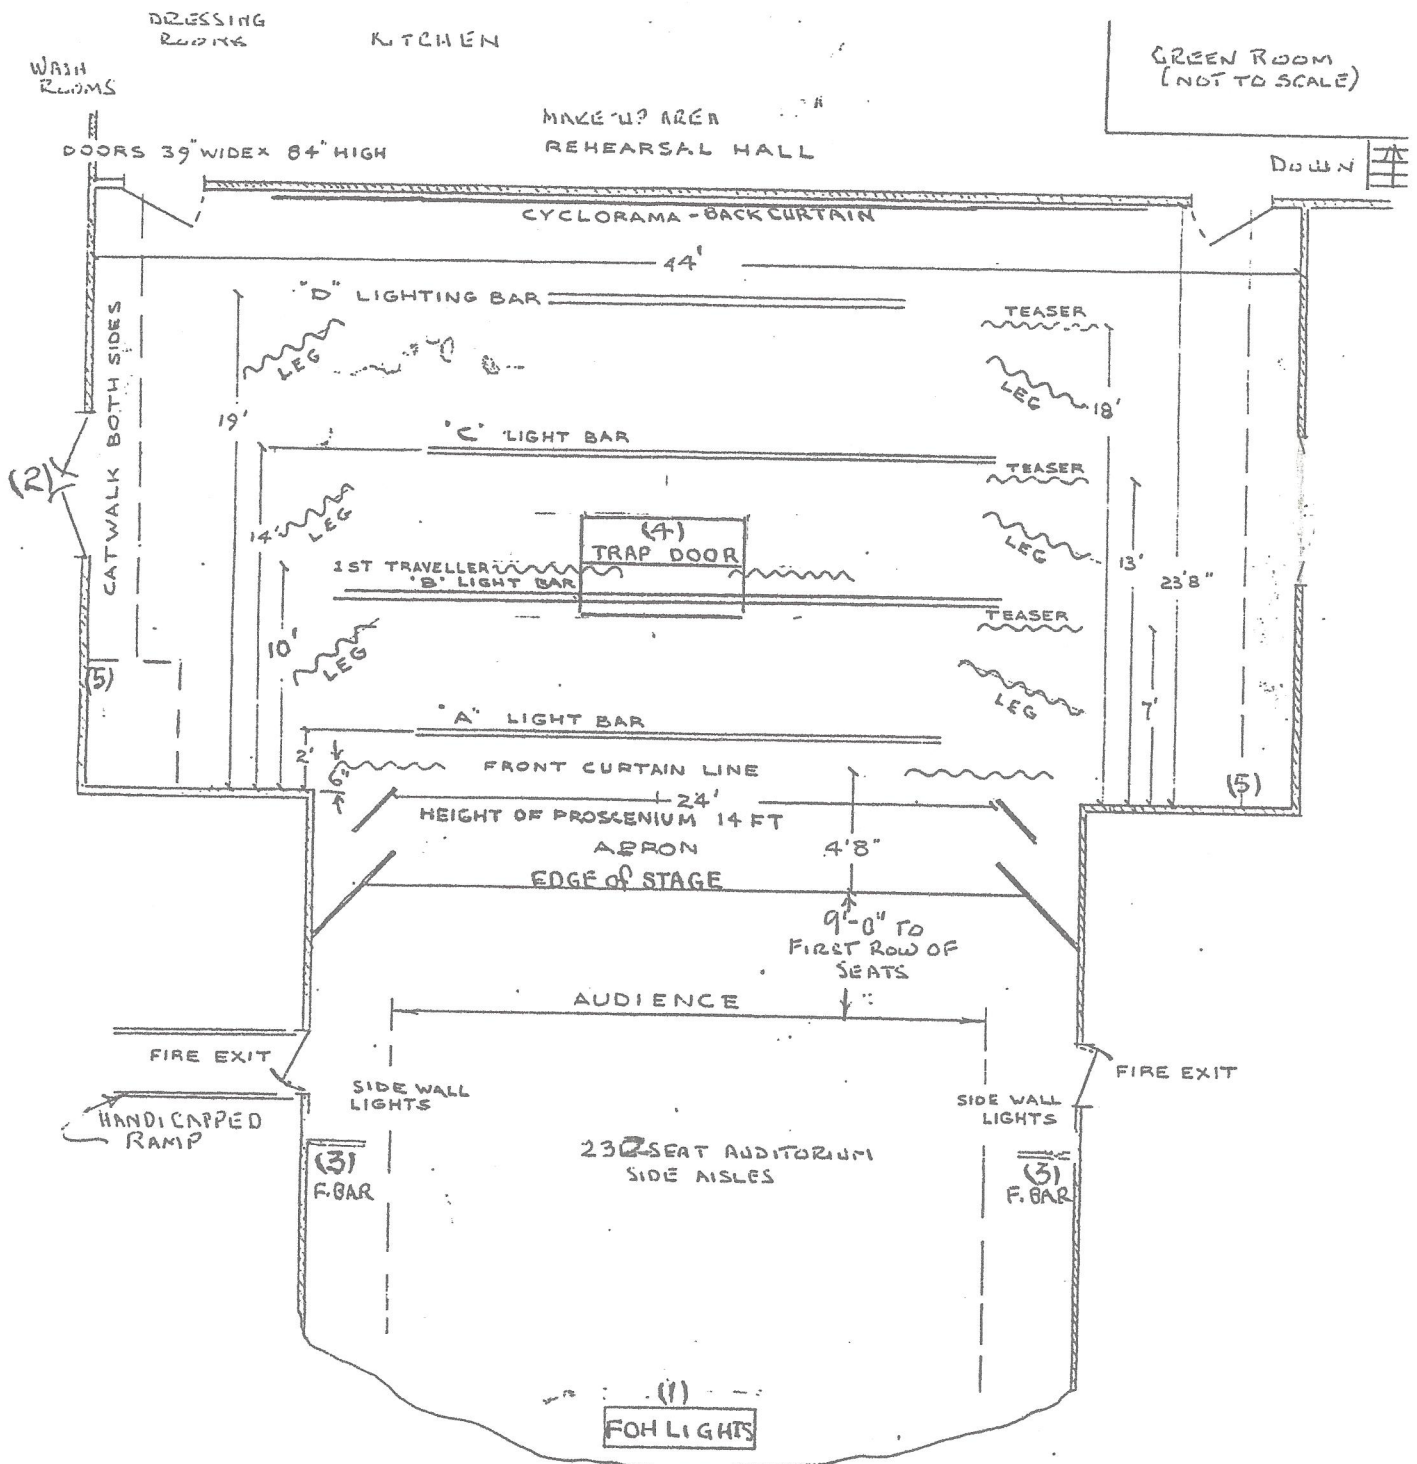 DRESSING
ROOMS
KITCHEN
GREEN ROOM
(NOT TO SCALE)
WASH
ROOMS
MAKE-UP AREA
DOORS 39" WIDE x 84" HIGH
REHEARSAL HALL
DOWN
CYCLORAMA - BACK CURTAIN
44'
"D" LIGHTING BAR
TEASER
LEG
LEG
CATWALK BOTH SIDES
19'
18'
"C" LIGHT BAR
TEASER
(2)
LEG
14'
(4)
TRAP DOOR
LEG
1ST TRAVELLER
"B" LIGHT BAR
13'
23'8"
TEASER
10'
LEG
(5)
LEG
7'
"A" LIGHT BAR
2'
6"
FRONT CURTAIN LINE
(5)
24'
HEIGHT OF PROSCENIUM 14 FT
APRON
4'8"
EDGE of STAGE
9'-0" TO
FIRST ROW OF
SEATS
AUDIENCE
FIRE EXIT
FIRE EXIT
SIDE WALL
LIGHTS
SIDE WALL
LIGHTS
HANDICAPPED
RAMP
SEAT AUDITORIUM
SIDE AISLES
(3)
F. BAR
(3)
F. BAR
(1)
FOH LIGHTS